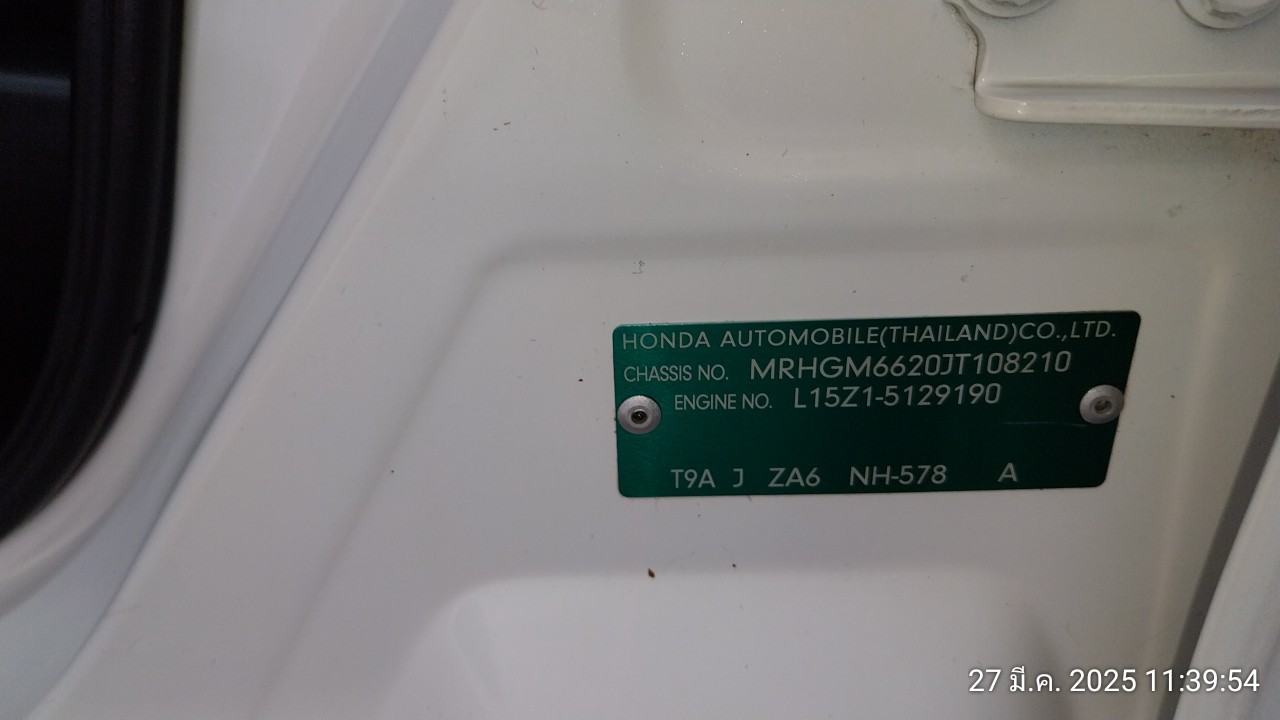 HONDA AUTOMOBILE(THAILAND)CO.,LTD.
CHASSIS NO. MRHGM6620JT108210
ENGINE NO. L15Z1-5129190
T9A J ZA6 NH-578 A
27 มี.ค. 2025 11:39:54